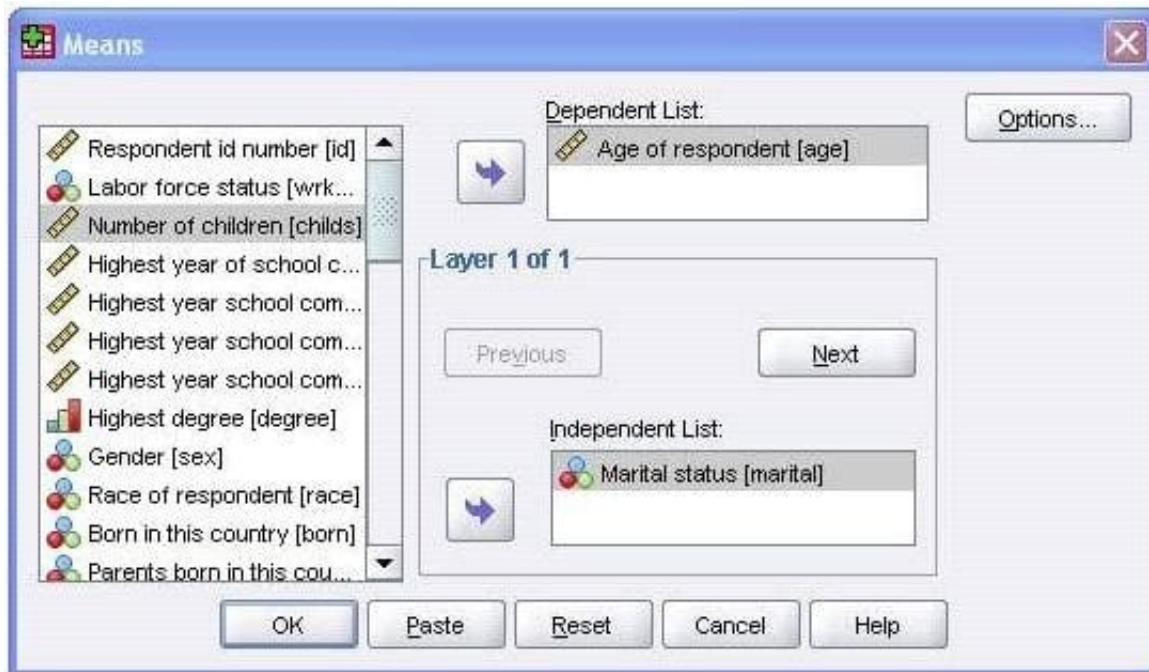 Means
Dependent List:
Options...
Age of respondent [age]
Respondent id number [id]
Labor force status [wrk...
Number of children [childs]
Highest year of school c...
Highest year school com...
Highest year school com...
Highest year school com...
Highest degree [degree]
Gender [sex]
Race of respondent [race]
Born in this country [born]
Parents born in this cou...
Layer 1 of 1
Previous
Next
Independent List:
Marital status [marital]
OK
Paste
Reset
Cancel
Help